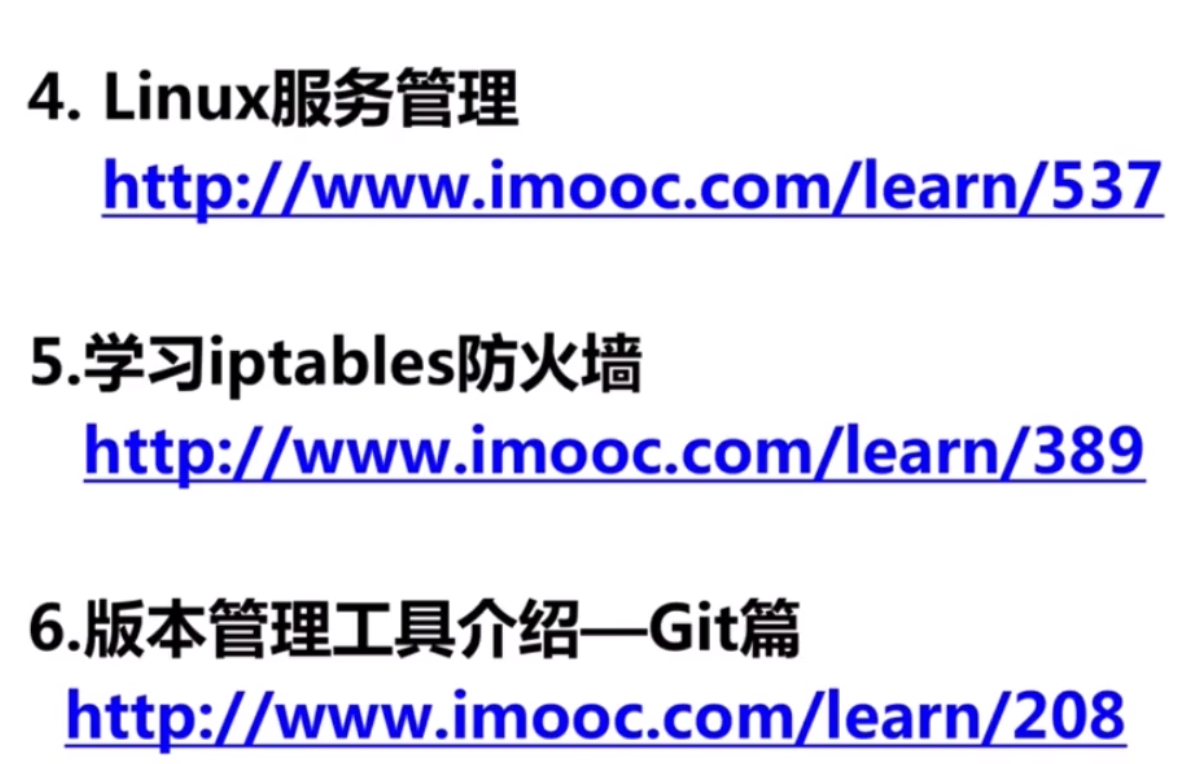 4. Linux服务管理
http://www.imooc.com/learn/537
5.学习iptables防火墙
http://www.imooc.com/learn/389
6.版本管理工具介绍—Git篇
http://www.imooc.com/learn/208